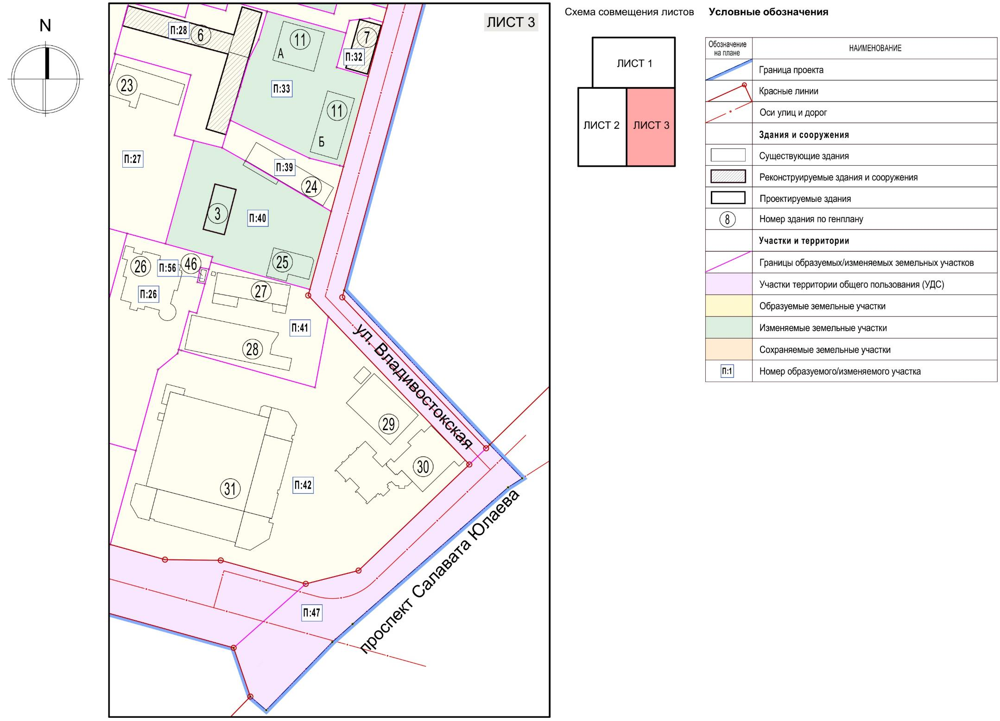 N
ЛИСТ 3
П:28
6
11
А
7
П:32
23
П:33
11
Б
П:27
П:39
24
3
П:40
26
П:56
46
25
П:26
27
П:41
28
ул. Владивостокская
29
30
31
П:42
П:47
проспект Салавата Юлаева
Схема совмещения листов
ЛИСТ 1
ЛИСТ 2
ЛИСТ 3
Условные обозначения
Обозначение
на плане
НАИМЕНОВАНИЕ
Граница проекта
Красные линии
Оси улиц и дорог
Здания и сооружения
Существующие здания
Реконструируемые здания и сооружения
Проектируемые здания
8
Номер здания по генплану
Участки и территории
Границы образуемых/изменяемых земельных участков
Участки территории общего пользования (УДС)
Образуемые земельные участки
Изменяемые земельные участки
Сохраняемые земельные участки
П:1
Номер образуемого/изменяемого участка